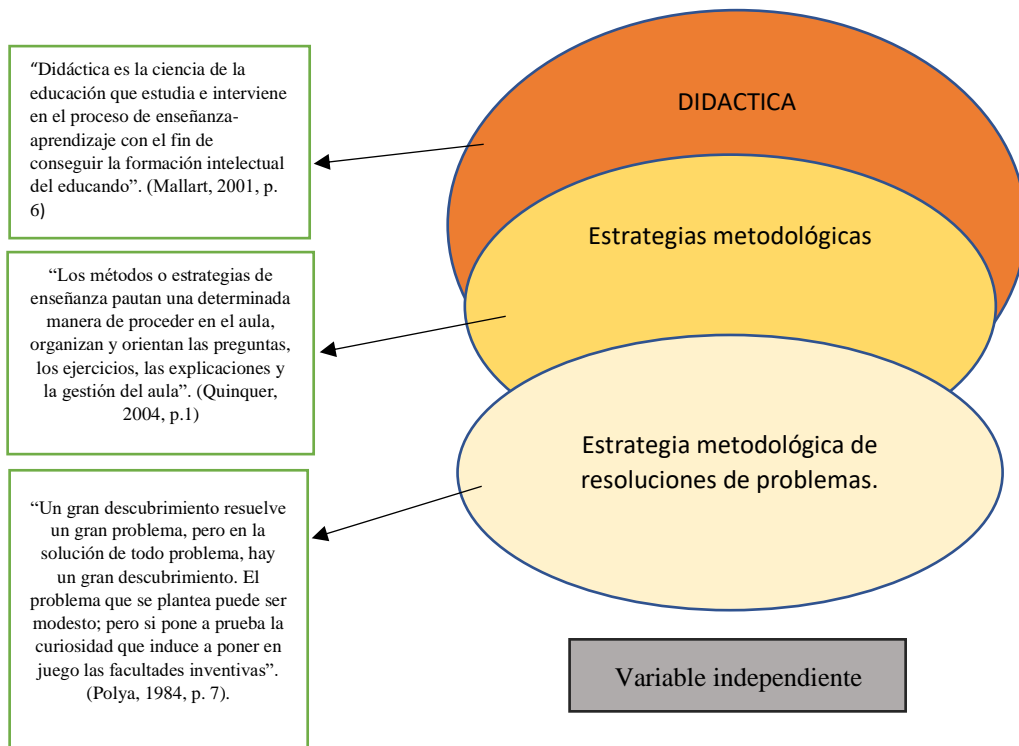 “Didáctica es la ciencia de la
educación que estudia e interviene
en el proceso de enseñanza-
aprendizaje con el fin de
conseguir la formación intelectual
del educando”. (Mallart, 2001, p.
6)
DIDACTICA
Estrategias metodológicas
“Los métodos o estrategias de
enseñanza pautan una determinada
manera de proceder en el aula,
organizan y orientan las preguntas,
los ejercicios, las explicaciones y
la gestión del aula”. (Quinquer,
2004, p.1)
Estrategia metodológica de
resoluciones de problemas.
“Un gran descubrimiento resuelve
un gran problema, pero en la
solución de todo problema, hay
un gran descubrimiento. El
problema que se plantea puede ser
modesto; pero si pone a prueba la
curiosidad que induce a poner en
juego las facultades inventivas”.
(Polya, 1984, p. 7).
Variable independiente